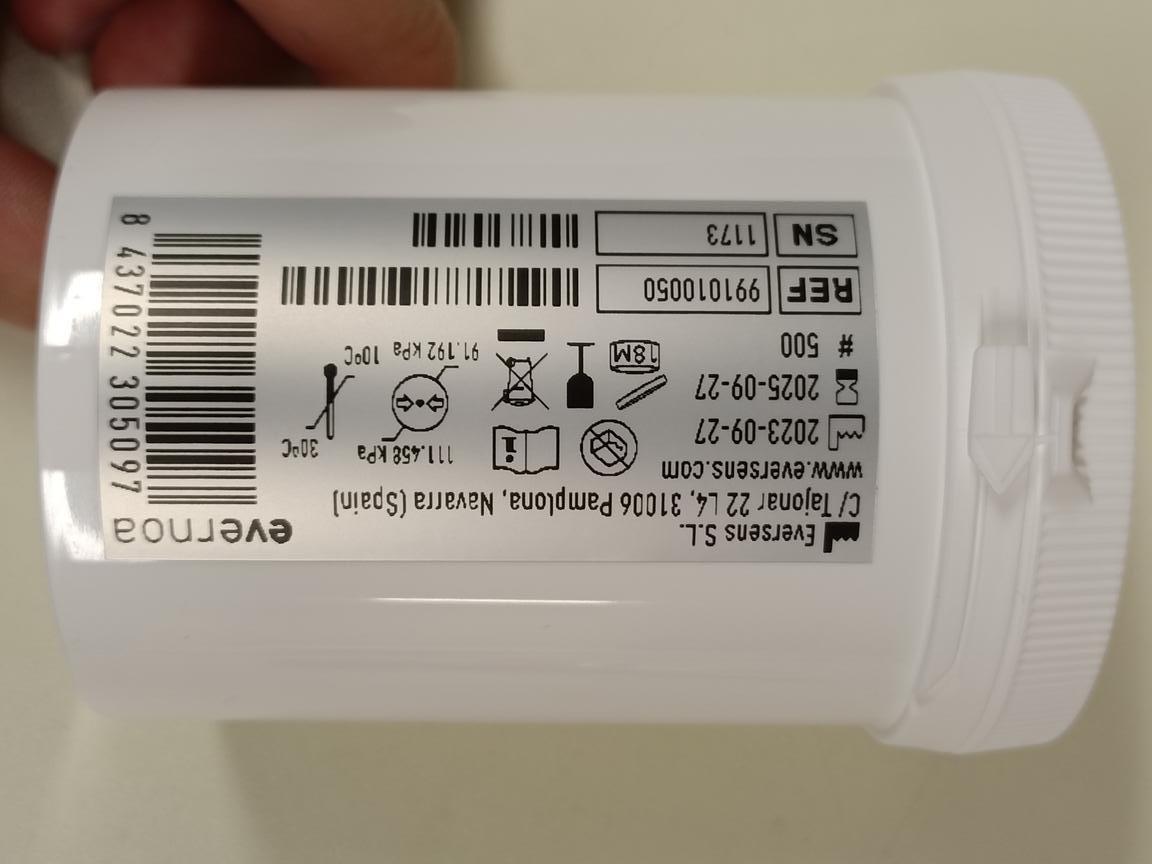 evernoa
Eversens S.L.
C/ Tajonar 22 L4, 31006 Pamplona, Navarra (Spain)
www.eversens.com
2023-09-27
2025-09-27
# 500
18M
111.458 kPa
91.192 kPa
30ºC
10ºC
REF 991010050
SN 1173
8 437022 305097